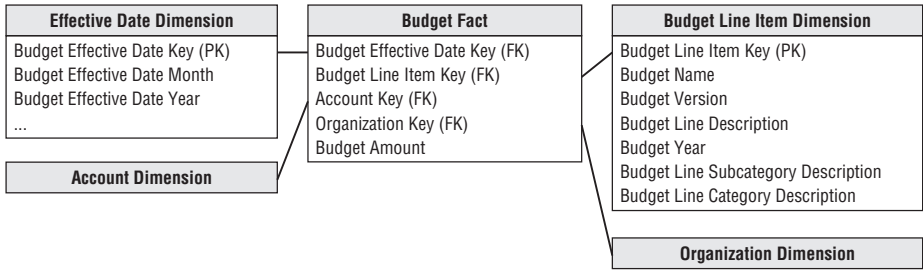 Effective Date Dimension
Budget Effective Date Key (PK)
Budget Effective Date Month
Budget Effective Date Year
...
Account Dimension
Budget Fact
Budget Effective Date Key (FK)
Budget Line Item Key (FK)
Account Key (FK)
Organization Key (FK)
Budget Amount
Budget Line Item Dimension
Budget Line Item Key (PK)
Budget Name
Budget Version
Budget Line Description
Budget Year
Budget Line Subcategory Description
Budget Line Category Description
Organization Dimension